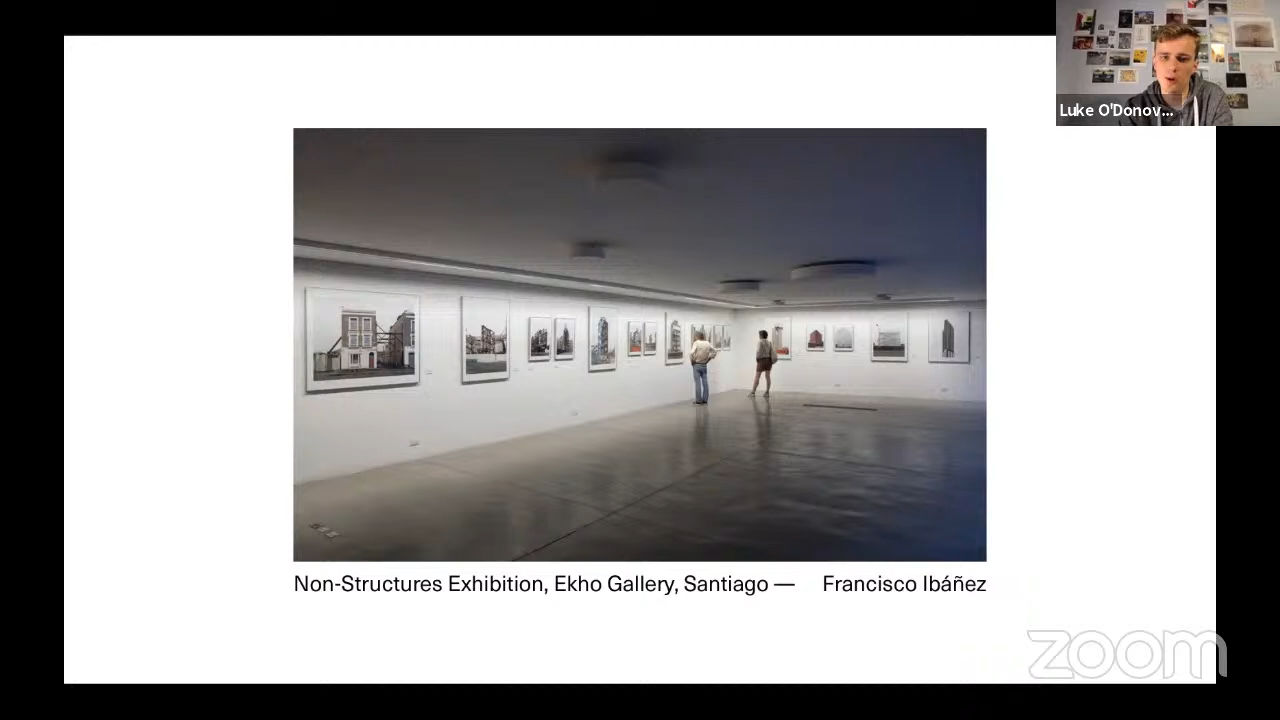 Luke O'Donov...
Non-Structures Exhibition, Ekho Gallery, Santiago — Francisco Ibáñez
zoom